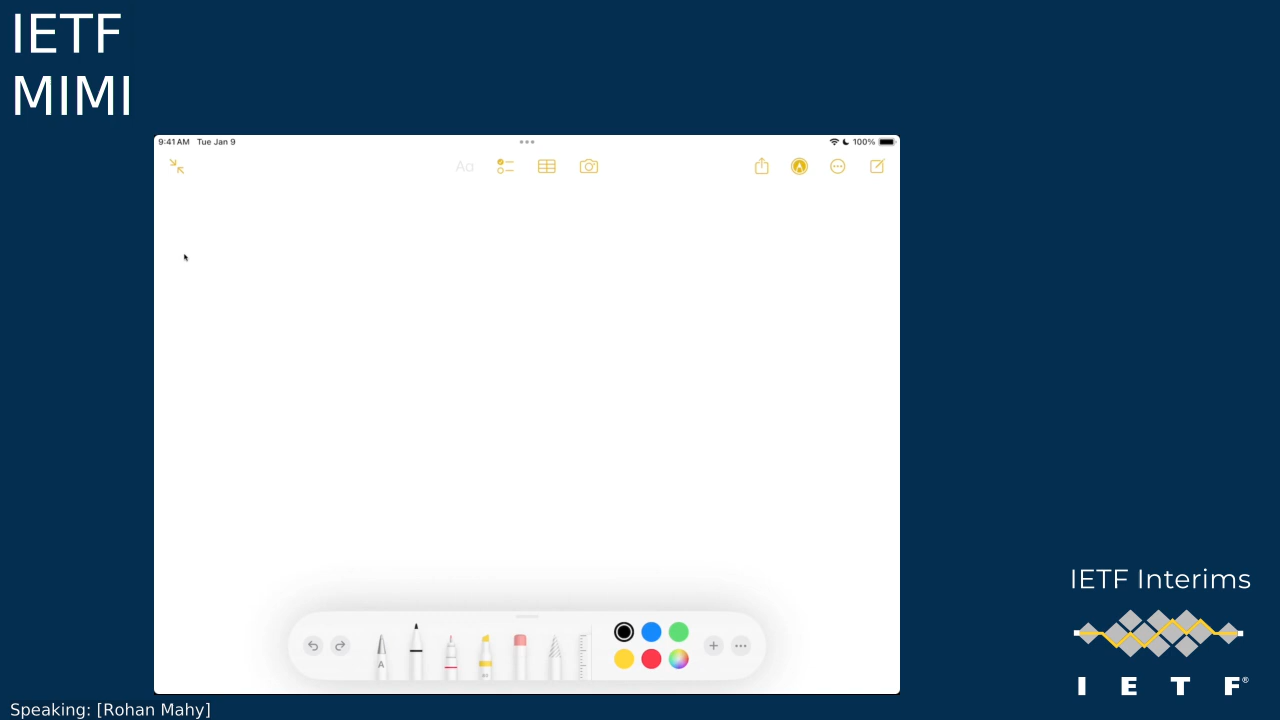 IETF
MIMI
9:41 AM Tue Jan 9
100%
Aa
A
IETF Interims
I E T F®
Speaking: [Rohan Mahy]